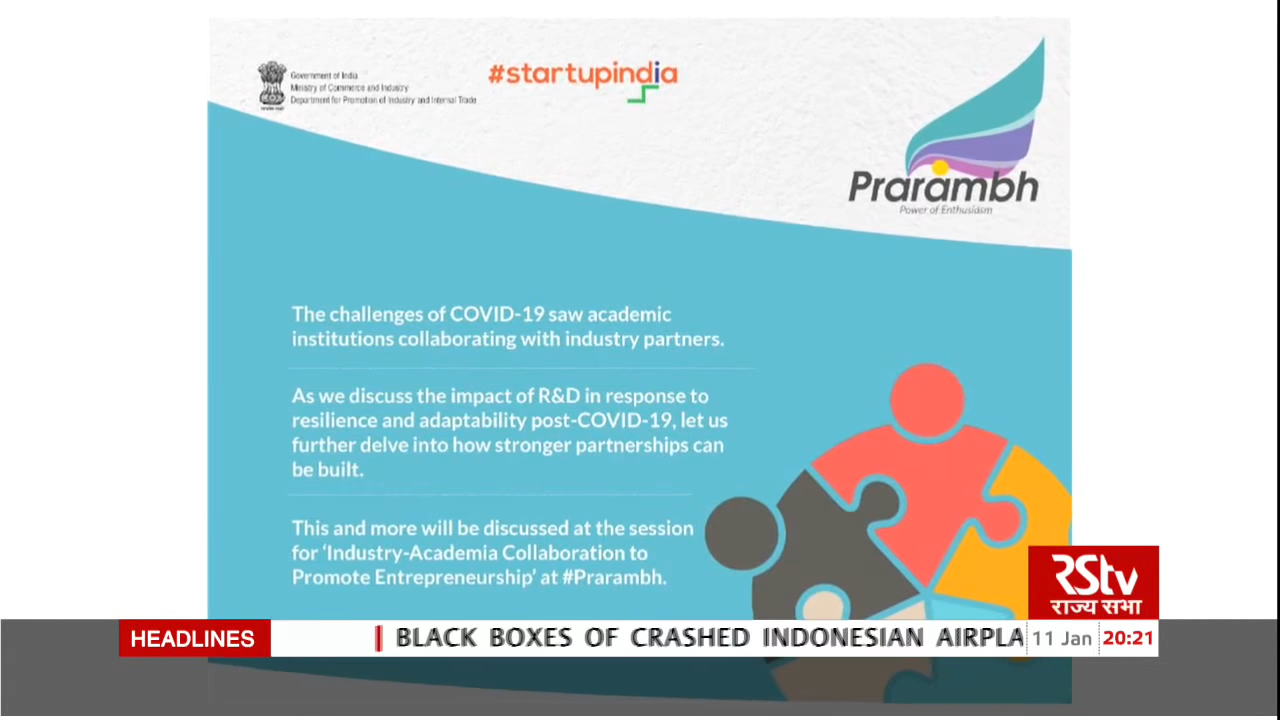 Government of India
Ministry of Commerce and Industry
Department for Promotion of Industry and Internal Trade
#startupindia
Prarambh
Power of Enthusiasm
The challenges of COVID-19 saw academic
institutions collaborating with industry partners.
As we discuss the impact of R&D in response to
resilience and adaptability post-COVID-19, let us
further delve into how stronger partnerships can
be built.
This and more will be discussed at the session
for ‘Industry-Academia Collaboration to
Promote Entrepreneurship’ at #Prarambh.
RSTV
राज्य सभा
HEADLINES
BLACK BOXES OF CRASHED INDONESIAN AIRPLA
11 Jan 20:21